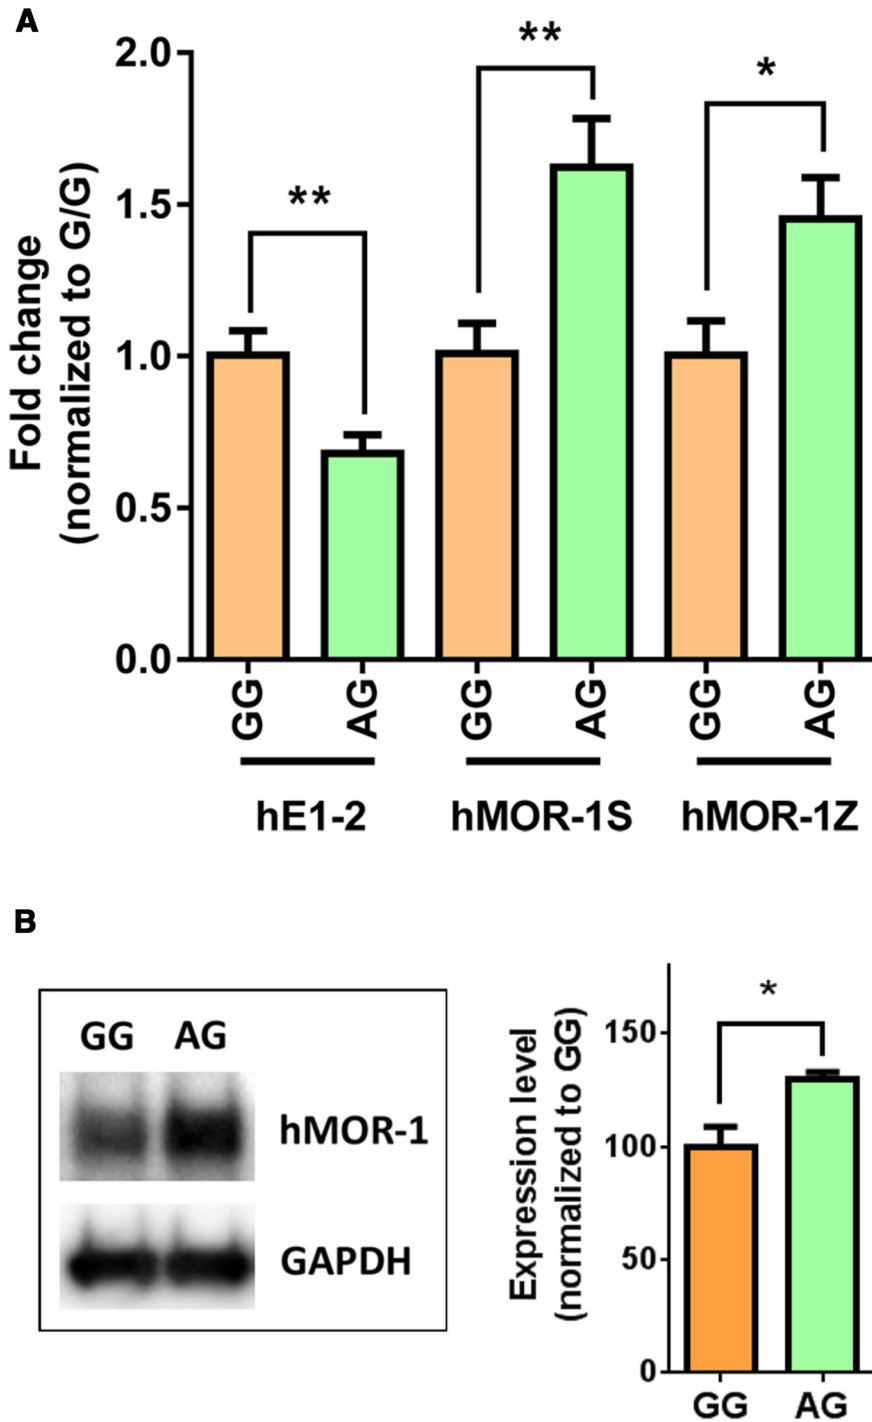 A
Fold change
(normalized to G/G)
2.0
1.5
1.0
0.5
0.0
**
**
*
GG
AG
GG
AG
GG
AG
hE1-2
hMOR-1S
hMOR-1Z
B
GG AG
hMOR-1
GAPDH
Expression level
(normalized to GG)
150
100
50
0
*
GG
AG